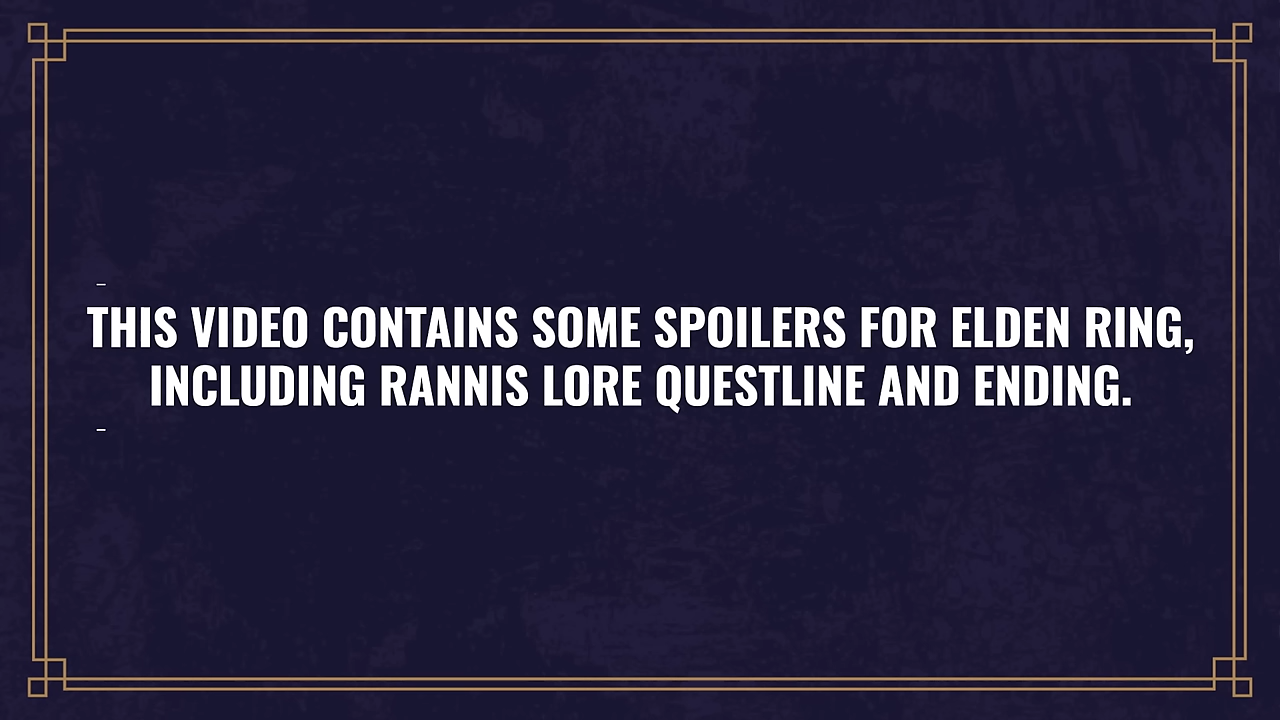 THIS VIDEO CONTAINS SOME SPOILERS FOR ELDEN RING,
INCLUDING RANNIS LORE QUESTLINE AND ENDING.